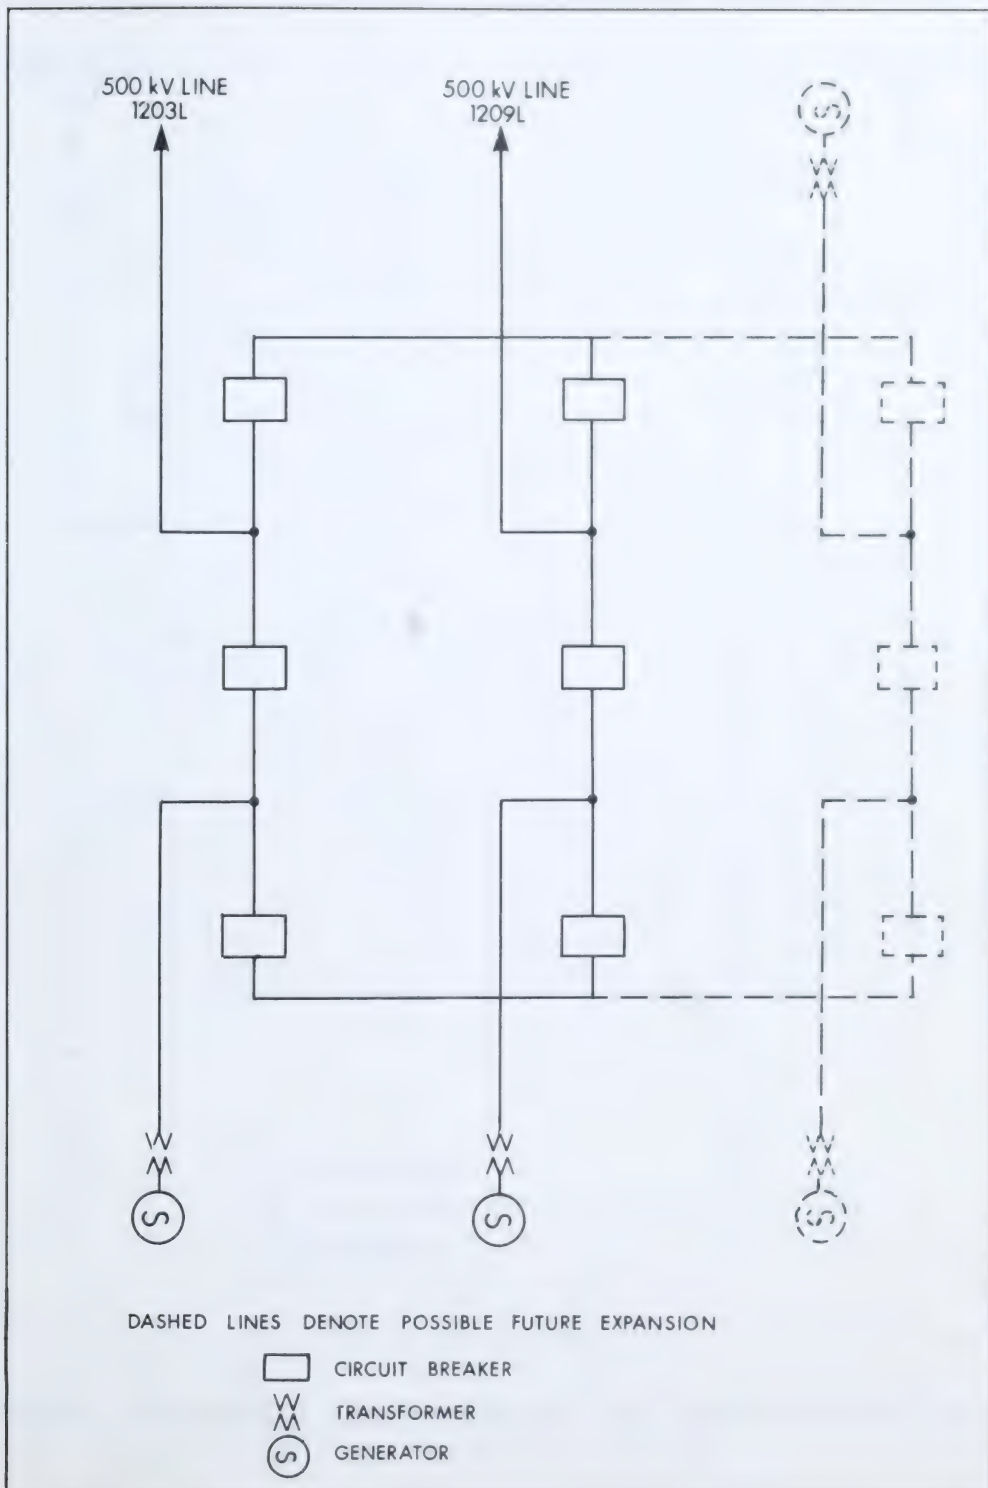 500 kV LINE
1203L
500 kV LINE
1209L
S
S
S
S
S
DASHED LINES DENOTE POSSIBLE FUTURE EXPANSION
CIRCUIT BREAKER
TRANSFORMER
S GENERATOR